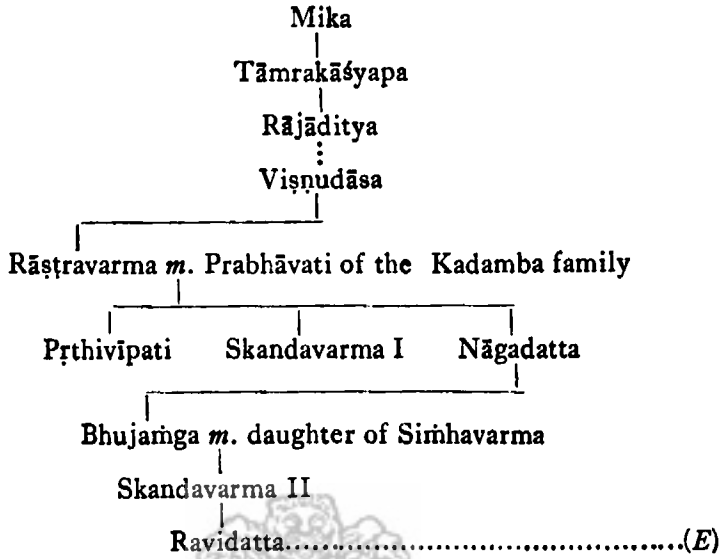 Mika
Tāmrakāśyapa
Rājāditya
Viṣṇudāsa
Rāṣṭravarma m. Prabhāvati of the Kadamba family
Pṛthivīpati Skandavarma I Nāgadatta
Bhujaṁga m. daughter of Siṁhavarma
Skandavarma II
Ravidatta..........................................(E)